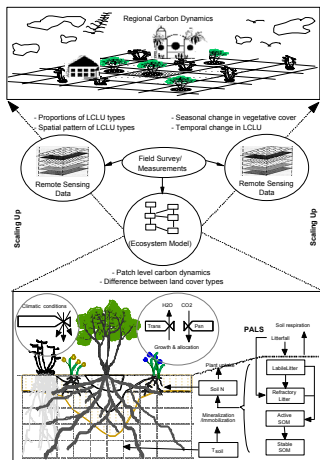 Regional Carbon Dynamics
- Proportions of LCLU types
- Spatial pattern of LCLU types
- Seasonal change in vegetative cover
- Temporal change in LCLU
Field Survey/
Measurements
Remote Sensing
Data
Remote Sensing
Data
Scaling Up
Scaling Up
(Ecosystem Model)
- Patch level carbon dynamics
- Difference between land cover types
Climatic conditions
H2O
CO2
Trans
Psn
Growth & allocation
PALS
Soil respiration
Litterfall
Plant uptake
LabileLitter
Soil N
Refractory
Litter
Mineralization
/Immobilization
Active
SOM
Tsoil
Stable
SOM